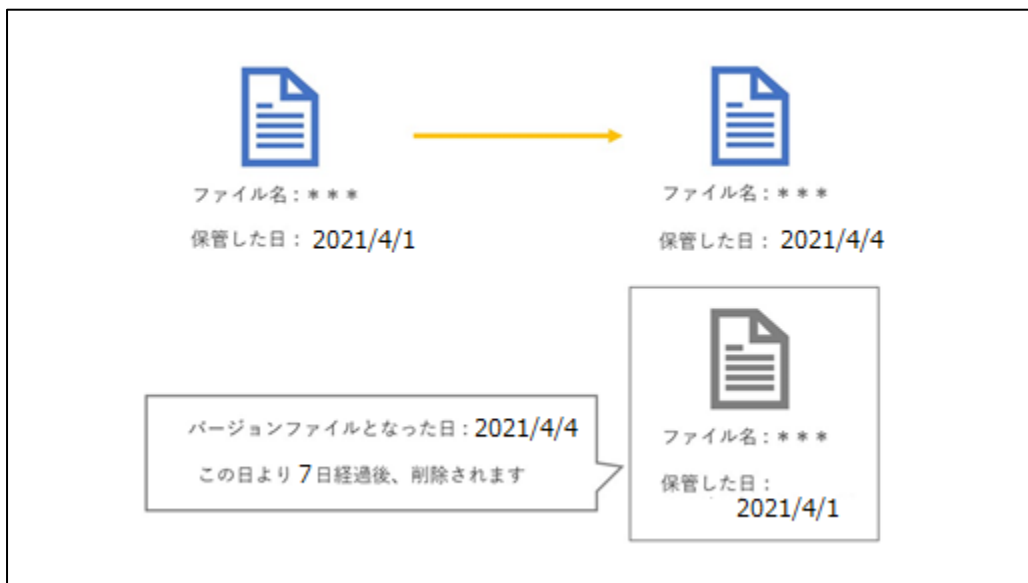 ファイル名：＊＊＊
保管した日： 2021/4/1
ファイル名：＊＊＊
保管した日： 2021/4/4
バージョンファイルとなった日：2021/4/4
この日より 7日経過後、削除されます
ファイル名：＊＊＊
保管した日：
2021/4/1